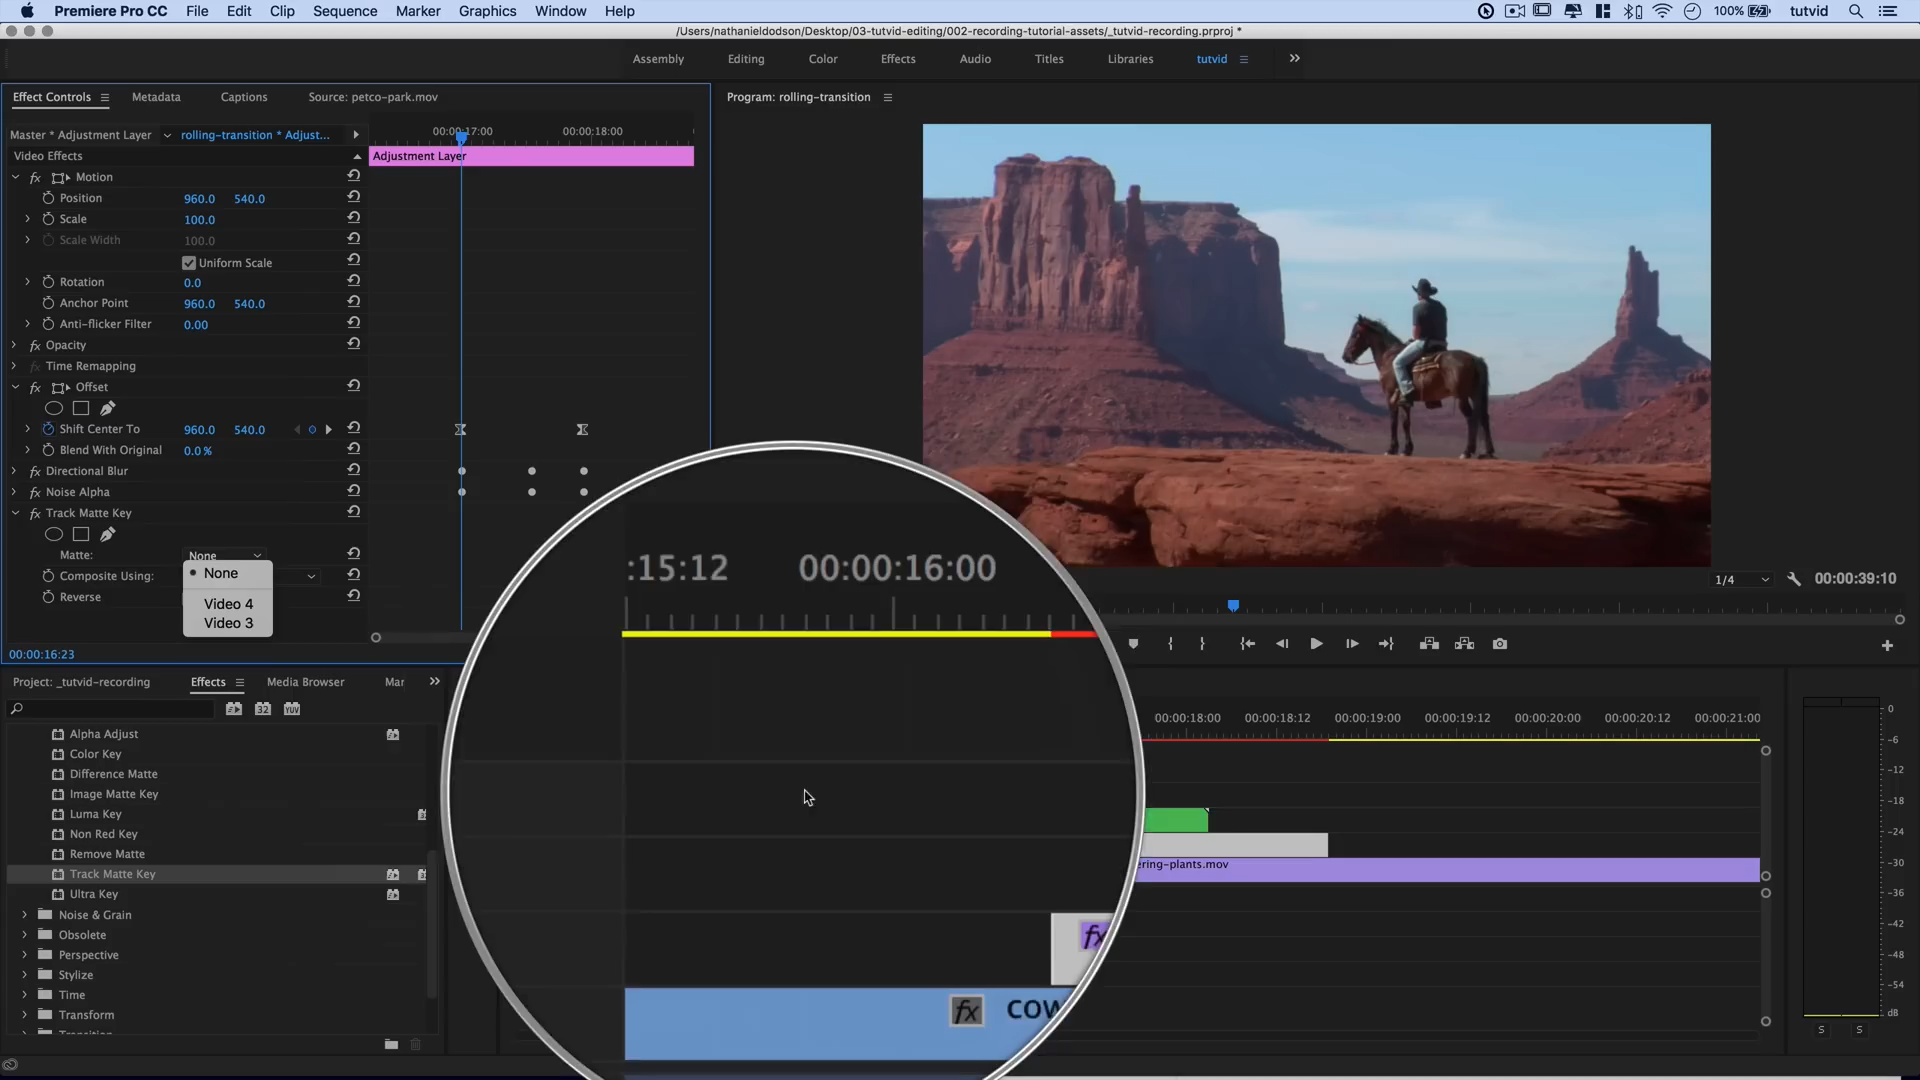 Premiere Pro CC File Edit Clip Sequence Marker Graphics Window Help 100% tutvid
/Users/nathanieldodson/Desktop/03-tutvid-editing/002-recording-tutorial-assets/_tutvid-recording.prproj *
Assembly Editing Color Effects Audio Titles Libraries tutvid
Effect Controls Metadata Captions Source: petco-park.mov
Program: rolling-transition
Master * Adjustment Layer rolling-transition * Adjust...
00:00:17:00 00:00:18:00
Video Effects
Adjustment Layer
fx Motion
Position 960.0 540.0
Scale 100.0
Scale Width 100.0
Uniform Scale
Rotation 0.0
Anchor Point 960.0 540.0
Anti-flicker Filter 0.00
fx Opacity
fx Time Remapping
fx Offset
Shift Center To 960.0 540.0
Blend With Original 0.0 %
fx Directional Blur
fx Noise Alpha
fx Track Matte Key
Matte: None
Composite Using:
Reverse
None
Video 4
Video 3
00:00:16:23
1/4 00:00:39:10
:15:12 00:00:16:00
fx
fx COW
Project: _tutvid-recording Effects Media Browser Mar
32 YUV
Alpha Adjust
Color Key
Difference Matte
Image Matte Key
Luma Key
Non Red Key
Remove Matte
Track Matte Key
Ultra Key
Noise & Grain
Obsolete
Perspective
Stylize
Time
Transform
00:00:18:00 00:00:18:12 00:00:19:00 00:00:19:12 00:00:20:00 00:00:20:12 00:00:21:00
ering-plants.mov
0
-6
-12
-18
-24
-30
-36
-42
-48
-54
dB
S S